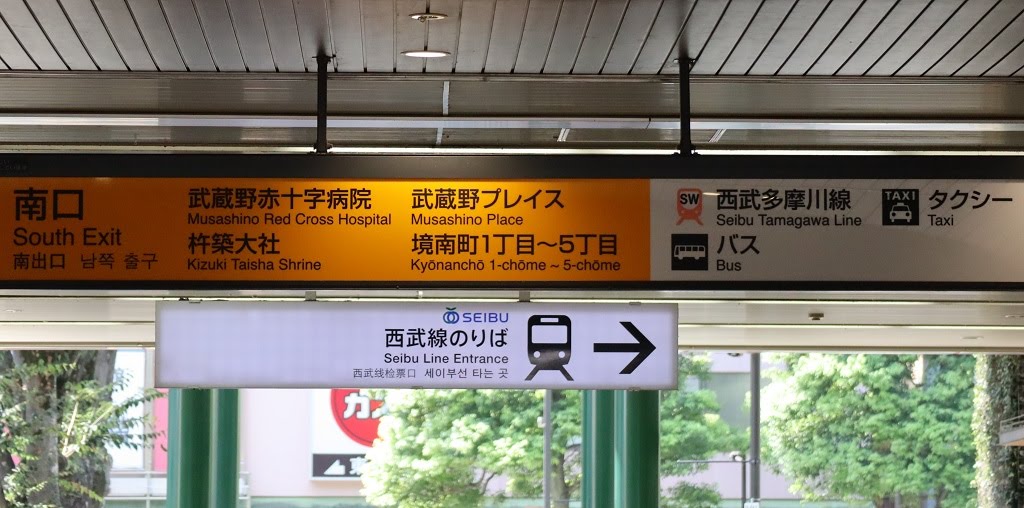 南口
South Exit
南出口 남쪽 출구
武蔵野赤十字病院
Musashino Red Cross Hospital
杵築大社
Kizuki Taisha Shrine
武蔵野プレイス
Musashino Place
境南町1丁目～5丁目
Kyōnanchō 1-chōme ~ 5-chōme
SW 西武多摩川線
Seibu Tamagawa Line
バス
Bus
TAXI タクシー
Taxi
SEIBU
西武線のりば
Seibu Line Entrance
西武线检票口 세이부선 타는 곳